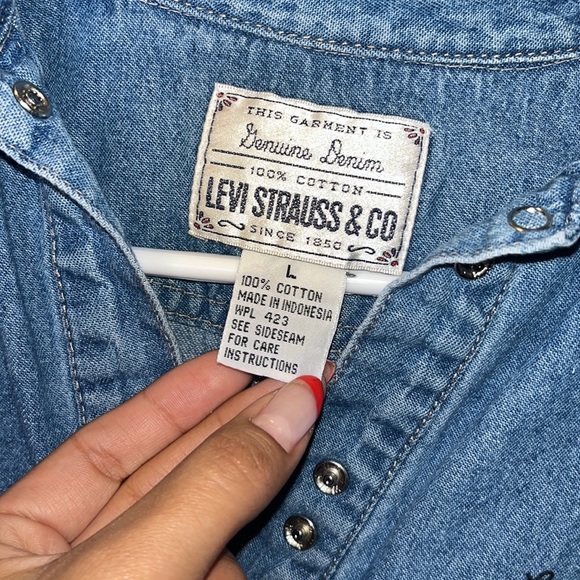 THIS GARMENT IS
Genuine Denim
100% COTTON
LEVI STRAUSS & CO
SINCE 1850
L
100% COTTON
MADE IN INDONESIA
WPL 423
SEE SIDESEAM
FOR CARE
INSTRUCTIONS